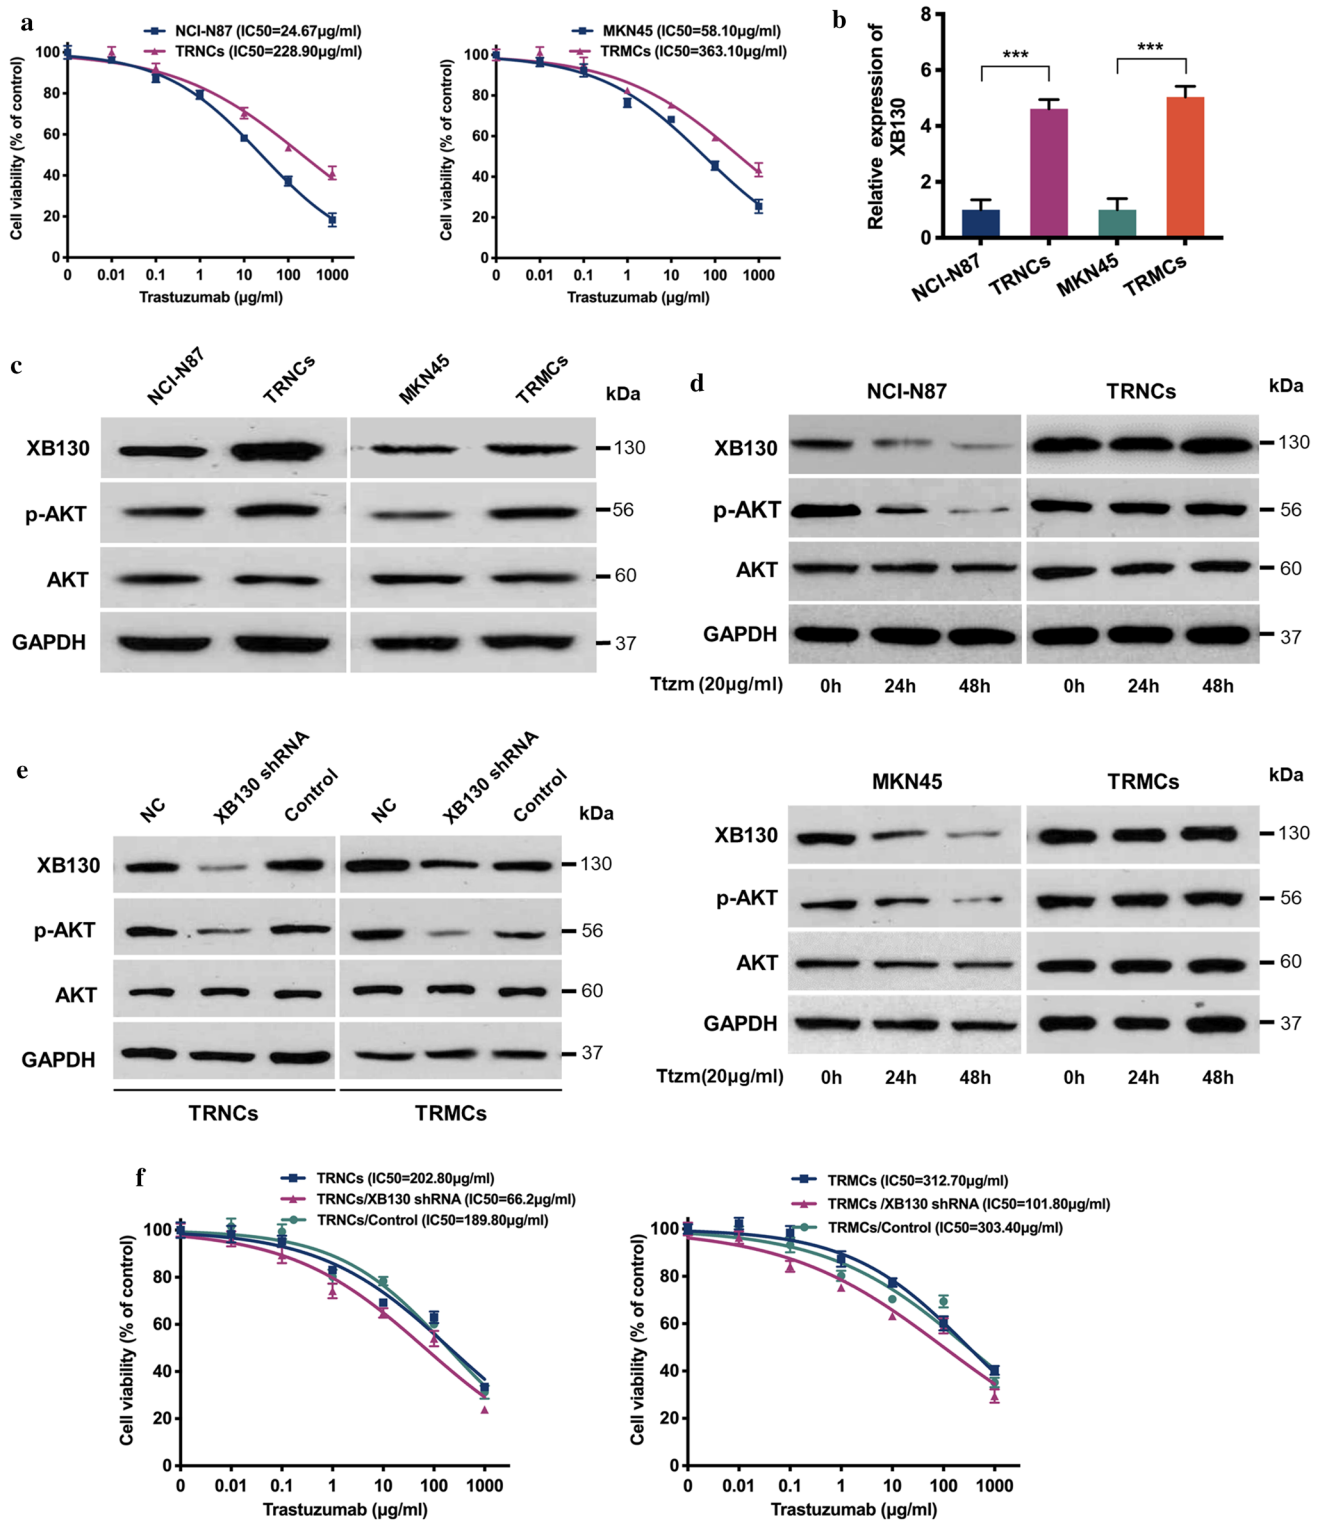 a
NCI-N87 (IC50=24.67μg/ml)
TRNCs (IC50=228.90μg/ml)
Cell viability (% of control)
100
80
60
40
20
0
0 0.01 0.1 1 10 100 1000
Trastuzumab (μg/ml)
MKN45 (IC50=58.10μg/ml)
TRMCs (IC50=363.10μg/ml)
Cell viability (% of control)
100
80
60
40
20
0
0 0.01 0.1 1 10 100 1000
Trastuzumab (μg/ml)
b
Relative expression of
XB130
8
6
4
2
0
*** ***
NCI-N87 TRNCs MKN45 TRMCs
c
NCI-N87 TRNCs MKN45 TRMCs kDa
XB130 130
p-AKT 56
AKT 60
GAPDH 37
d
NCI-N87 TRNCs kDa
XB130 130
p-AKT 56
AKT 60
GAPDH 37
Ttzm (20μg/ml) 0h 24h 48h 0h 24h 48h
MKN45 TRMCs kDa
XB130 130
p-AKT 56
AKT 60
GAPDH 37
Ttzm(20μg/ml) 0h 24h 48h 0h 24h 48h
e
NC XB130 shRNA Control NC XB130 shRNA Control kDa
XB130 130
p-AKT 56
AKT 60
GAPDH 37
TRNCs TRMCs
f
TRNCs (IC50=202.80μg/ml)
TRNCs/XB130 shRNA (IC50=66.2μg/ml)
TRNCs/Control (IC50=189.80μg/ml)
Cell viability (% of control)
100
80
60
40
20
0
0 0.01 0.1 1 10 100 1000
Trastuzumab (μg/ml)
TRMCs (IC50=312.70μg/ml)
TRMCs /XB130 shRNA (IC50=101.80μg/ml)
TRMCs/Control (IC50=303.40μg/ml)
Cell viability (% of control)
100
80
60
40
20
0
0 0.01 0.1 1 10 100 1000
Trastuzumab (μg/ml)